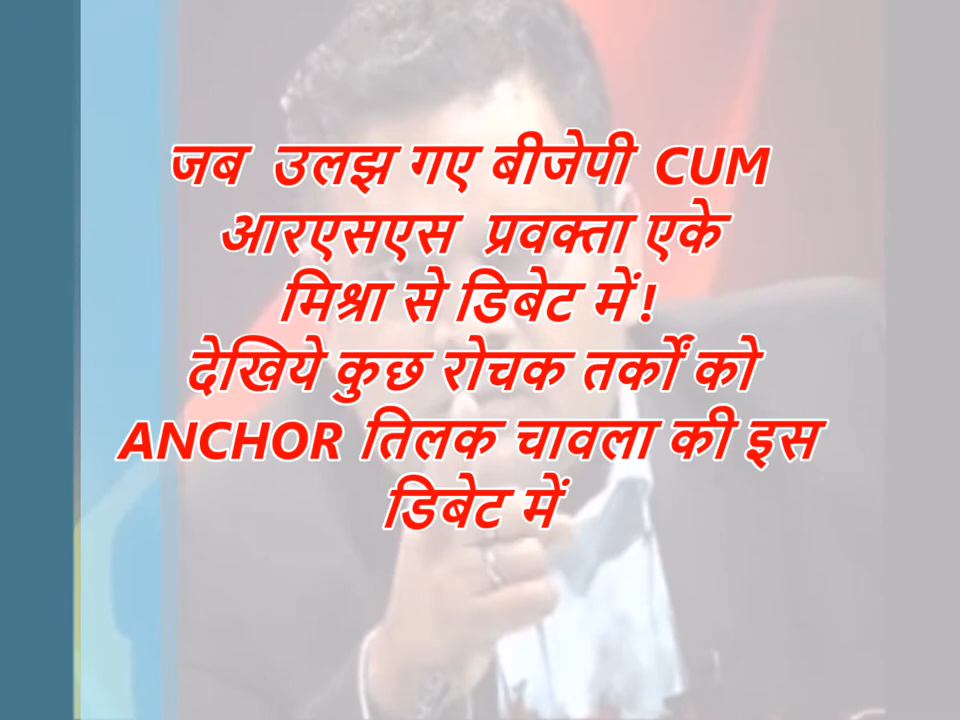 जब उलझ गए बीजेपी CUM
आरएसएस प्रवक्ता एके
मिश्रा से डिबेट में!
देखिये कुछ रोचक तर्कों को
ANCHOR तिलक चावला की इस
डिबेट में